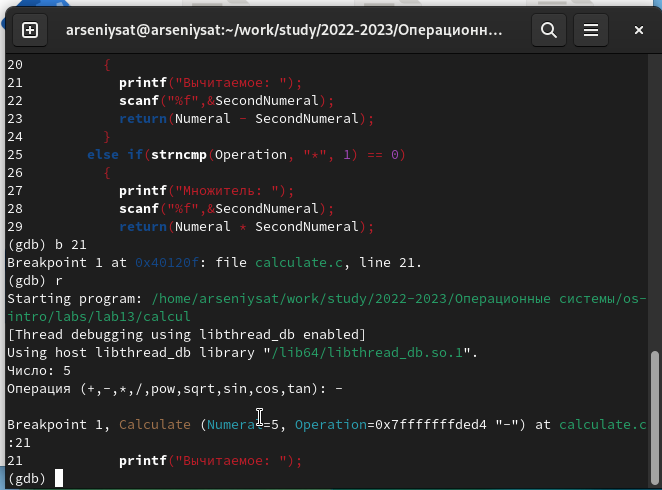 arseniysat@arseniysat:~/work/study/2022-2023/Операционн...
20 {
21 printf("Вычитаемое: ");
22 scanf("%f",&SecondNumeral);
23 return(Numeral - SecondNumeral);
24 }
25 else if(strncmp(Operation, "*", 1) == 0)
26 {
27 printf("Множитель: ");
28 scanf("%f",&SecondNumeral);
29 return(Numeral * SecondNumeral);
(gdb) b 21
Breakpoint 1 at 0x40120f: file calculate.c, line 21.
(gdb) r
Starting program: /home/arseniysat/work/study/2022-2023/Операционные системы/os-
intro/labs/lab13/calcul
[Thread debugging using libthread_db enabled]
Using host libthread_db library "/lib64/libthread_db.so.1".
Число: 5
Операция (+,-,*,/,pow,sqrt,sin,cos,tan): -
Breakpoint 1, Calculate (Numeral=5, Operation=0x7fffffffded4 "-") at calculate.c
:21
21 printf("Вычитаемое: ");
(gdb)